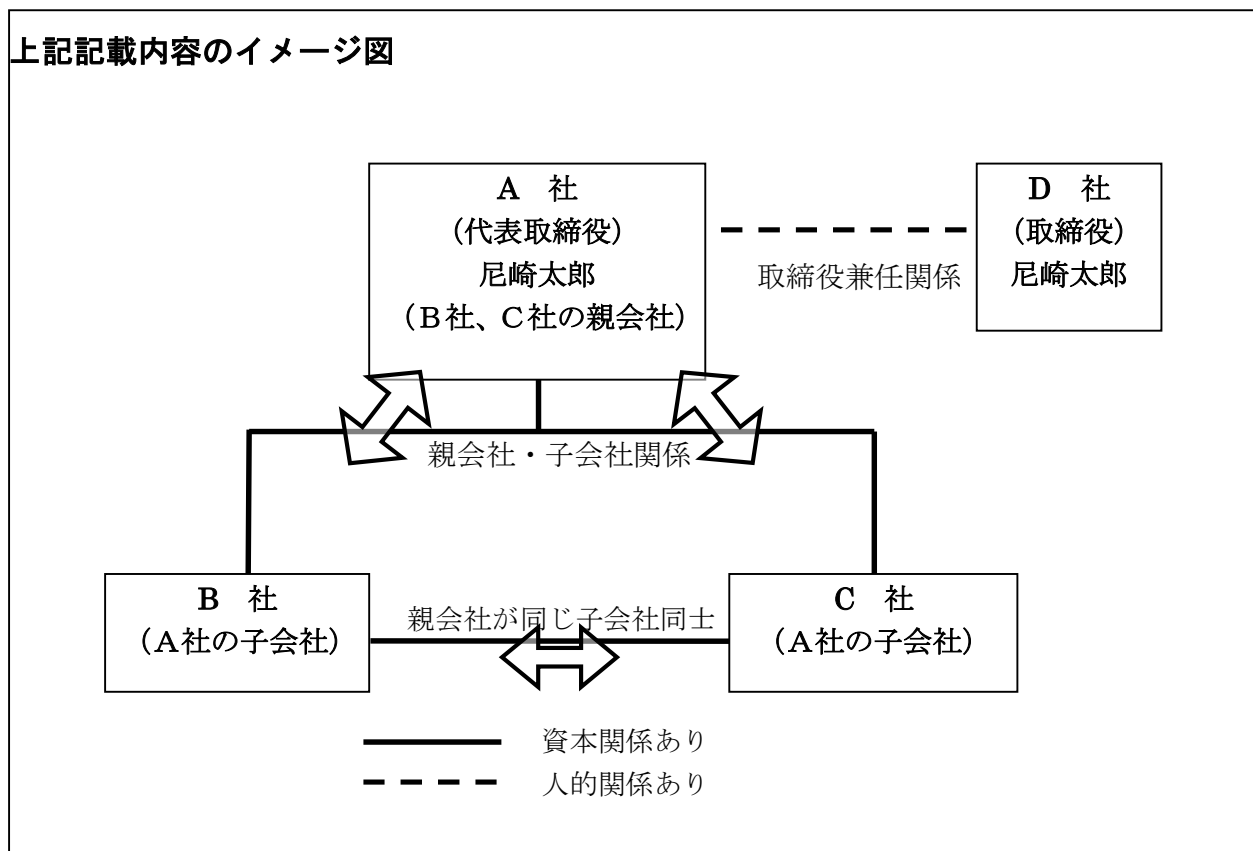 上記記載内容のイメージ図
A 社
(代表取締役)
尼崎太郎
(B社、C社の親会社)
D 社
(取締役)
尼崎太郎
取締役兼任関係
親会社・子会社関係
B 社
(A社の子会社)
親会社が同じ子会社同士
C 社
(A社の子会社)
資本関係あり
人的関係あり